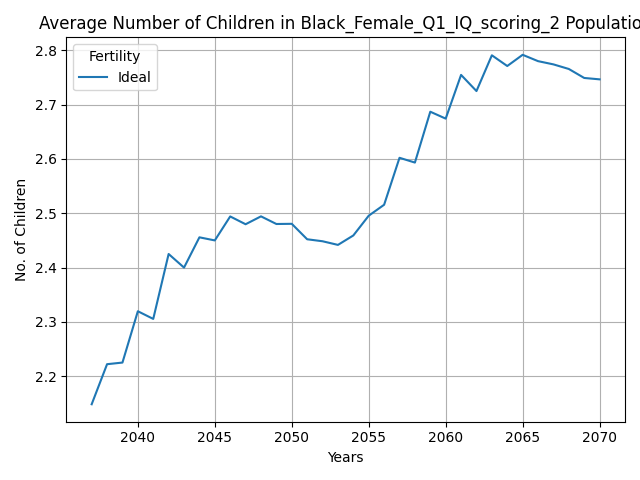 Average Number of Children in Black_Female_Q1_IQ_scoring_2 Populatio
Fertility
Ideal
No. of Children
2.8
2.7
2.6
2.5
2.4
2.3
2.2
2040 2045 2050 2055 2060 2065 2070
Years